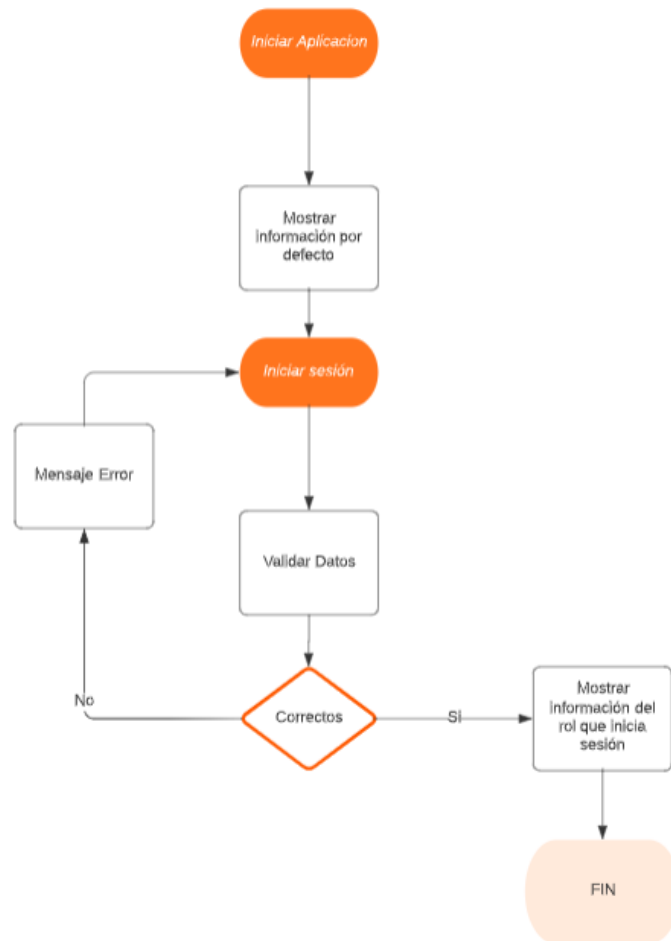 Iniciar Aplicacion
Mostrar
información por
defecto
Iniciar sesión
Mensaje Error
Validar Datos
No
Correctos
Si
Mostrar
información del
rol que inicia
sesión
FIN